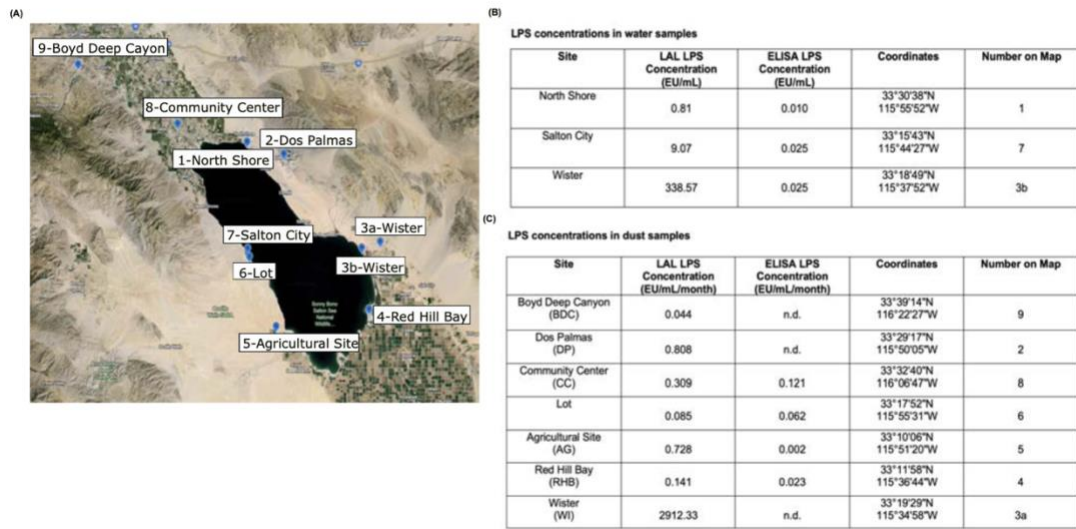 (A)
9-Boyd Deep Cayon
8-Community Center
2-Dos Palmas
1-North Shore
7-Salton City
3a-Wister
6-Lot
3b-Wister
4-Red Hill Bay
Sonny Bono
Salton Sea
National
Wildlife...
5-Agricultural Site
(B)
LPS concentrations in water samples
Site LAL LPS Concentration (EU/mL) ELISA LPS Concentration (EU/mL) Coordinates Number on Map
North Shore 0.81 0.010 33°30'38"N 115°55'52"W 1
Salton City 9.07 0.025 33°15'43"N 115°44'27"W 7
Wister 338.57 0.025 33°18'49"N 115°37'52"W 3b
(C)
LPS concentrations in dust samples
Site LAL LPS Concentration (EU/mL/month) ELISA LPS Concentration (EU/mL/month) Coordinates Number on Map
Boyd Deep Canyon (BDC) 0.044 n.d. 33°39'14"N 116°22'27"W 9
Dos Palmas (DP) 0.808 n.d. 33°29'17"N 115°50'05"W 2
Community Center (CC) 0.309 0.121 33°32'40"N 116°06'47"W 8
Lot 0.085 0.062 33°17'52"N 115°55'31"W 6
Agricultural Site (AG) 0.728 0.002 33°10'06"N 115°51'20"W 5
Red Hill Bay (RHB) 0.141 0.023 33°11'58"N 115°36'44"W 4
Wister (WI) 2912.33 n.d. 33°19'29"N 115°34'58"W 3a